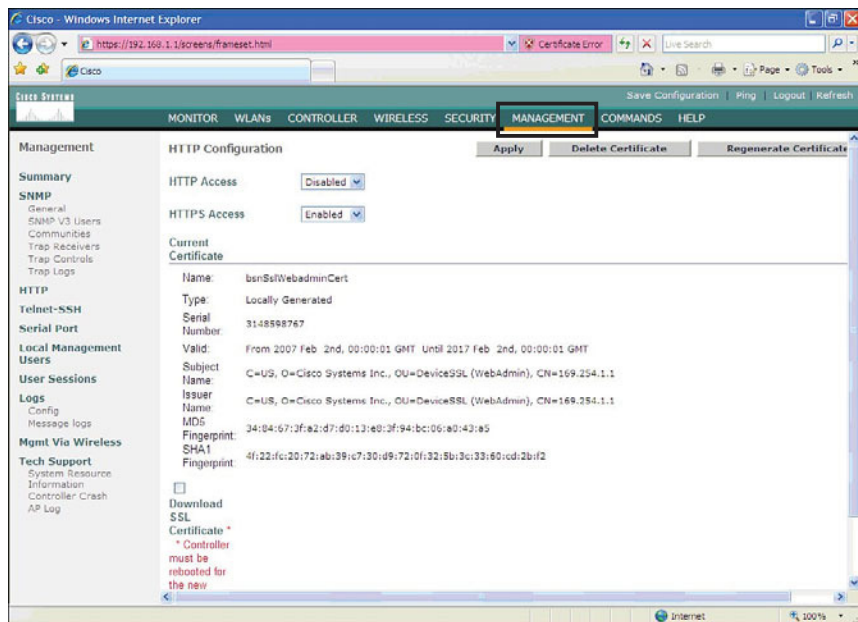 Cisco - Windows Internet Explorer
https://192.168.1.1/screens/frameset.html
Certificate Error
Live Search
Cisco
Page
Tools
CISCO SYSTEMS
Save Configuration | Ping | Logout | Refresh
MONITOR WLANs CONTROLLER WIRELESS SECURITY MANAGEMENT COMMANDS HELP
Management
Summary
SNMP
General
SNMP V3 Users
Communities
Trap Receivers
Trap Controls
Trap Logs
HTTP
Telnet-SSH
Serial Port
Local Management
Users
User Sessions
Logs
Config
Message logs
Mgmt Via Wireless
Tech Support
System Resource
Information
Controller Crash
AP Log
HTTP Configuration
Apply
Delete Certificate
Regenerate Certificate
HTTP Access Disabled
HTTPS Access Enabled
Current
Certificate
Name: bsnSslWebadminCert
Type: Locally Generated
Serial
Number: 3148598767
Valid: From 2007 Feb 2nd, 00:00:01 GMT Until 2017 Feb 2nd, 00:00:01 GMT
Subject
Name: C=US, O=Cisco Systems Inc., OU=DeviceSSL (WebAdmin), CN=169.254.1.1
Issuer
Name: C=US, O=Cisco Systems Inc., OU=DeviceSSL (WebAdmin), CN=169.254.1.1
MD5
Fingerprint: 34:84:67:3f:a2:d7:d0:13:e8:3f:94:bc:06:a0:43:a5
SHA1
Fingerprint: 4f:22:fc:20:72:ab:39:c7:30:d9:72:0f:32:5b:3c:33:60:cd:2b:f2
Download
SSL
Certificate *
* Controller
must be
rebooted for
the new
Internet
100%